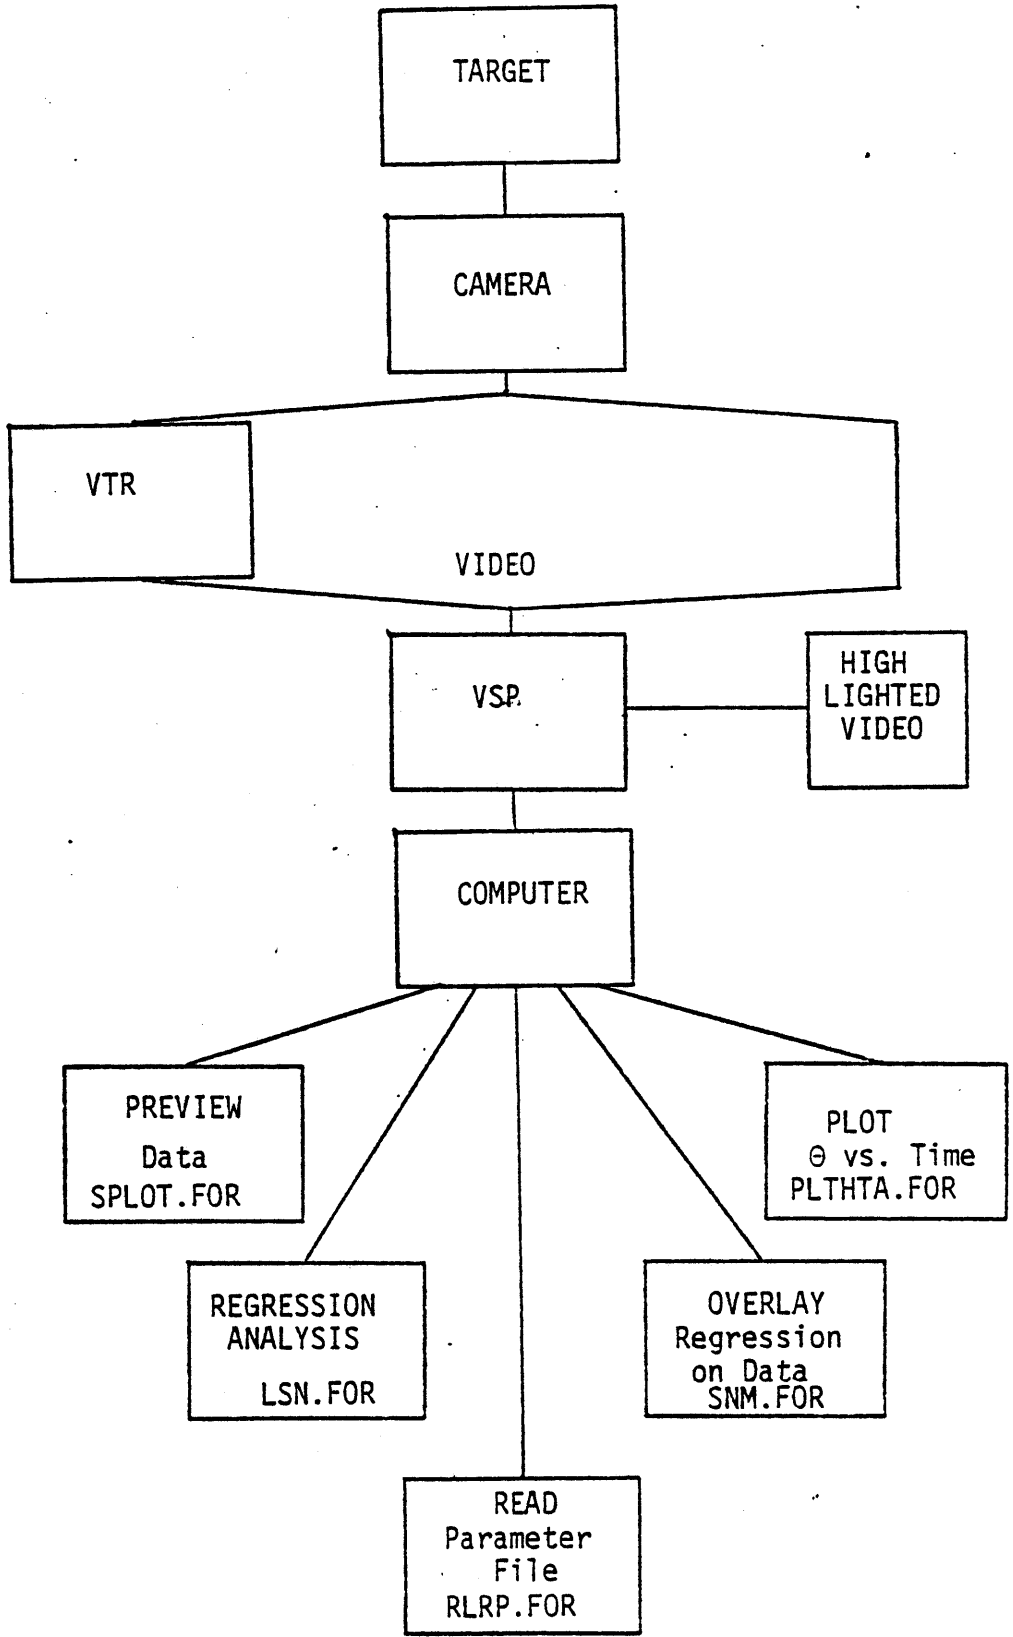 TARGET
CAMERA
VTR
VIDEO
VSP
HIGH
LIGHTED
VIDEO
COMPUTER
PREVIEW
Data
SPLOT.FOR
PLOT
Θ vs. Time
PLTHTA.FOR
REGRESSION
ANALYSIS
LSN.FOR
OVERLAY
Regression
on Data
SNM.FOR
READ
Parameter
File
RLRP.FOR